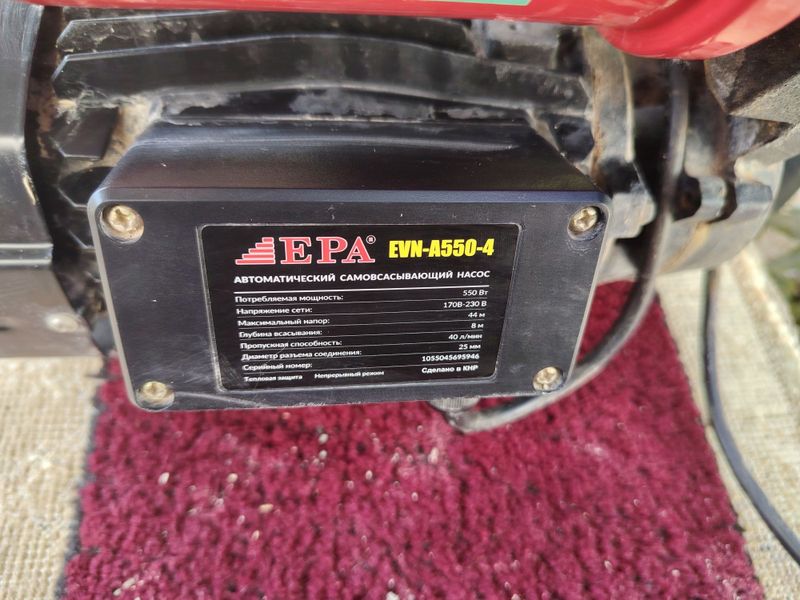 EPA® EVN-A550-4
АВТОМАТИЧЕСКИЙ САМОВСАСЫВАЮЩИЙ НАСОС
Потребляемая мощность: 550 Вт
Напряжение сети: 170В-230 В
Максимальный напор: 44 м
Глубина всасывания: 8 м
Пропускная способность: 40 л/мин
Диаметр разъема соединения: 25 мм
Серийный номер: 1055045695946
Тепловая защита Непрерывный режим Сделано в КНР